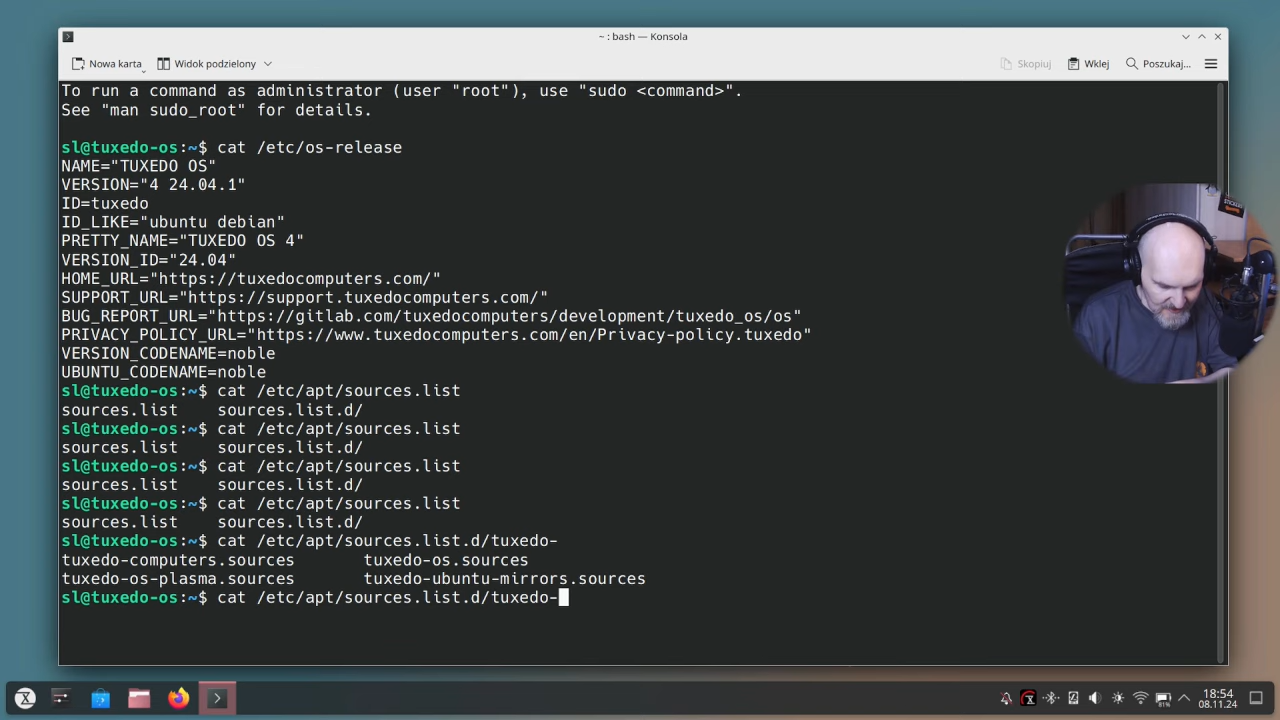 ~ : bash — Konsola
Nowa karta
Widok podzielony
Skopiuj
Wklej
Poszukaj...
To run a command as administrator (user "root"), use "sudo <command>".
See "man sudo_root" for details.
sl@tuxedo-os:~$ cat /etc/os-release
NAME="TUXEDO OS"
VERSION="4 24.04.1"
ID=tuxedo
ID_LIKE="ubuntu debian"
PRETTY_NAME="TUXEDO OS 4"
VERSION_ID="24.04"
HOME_URL="https://tuxedocomputers.com/"
SUPPORT_URL="https://support.tuxedocomputers.com/"
BUG_REPORT_URL="https://gitlab.com/tuxedocomputers/development/tuxedo_os/os"
PRIVACY_POLICY_URL="https://www.tuxedocomputers.com/en/Privacy-policy.tuxedo"
VERSION_CODENAME=noble
UBUNTU_CODENAME=noble
sl@tuxedo-os:~$ cat /etc/apt/sources.list
sources.list    sources.list.d/
sl@tuxedo-os:~$ cat /etc/apt/sources.list
sources.list    sources.list.d/
sl@tuxedo-os:~$ cat /etc/apt/sources.list
sources.list    sources.list.d/
sl@tuxedo-os:~$ cat /etc/apt/sources.list
sources.list    sources.list.d/
sl@tuxedo-os:~$ cat /etc/apt/sources.list.d/tuxedo-
tuxedo-computers.sources       tuxedo-os.sources
tuxedo-os-plasma.sources       tuxedo-ubuntu-mirrors.sources
sl@tuxedo-os:~$ cat /etc/apt/sources.list.d/tuxedo-
81%
18:54
08.11.24